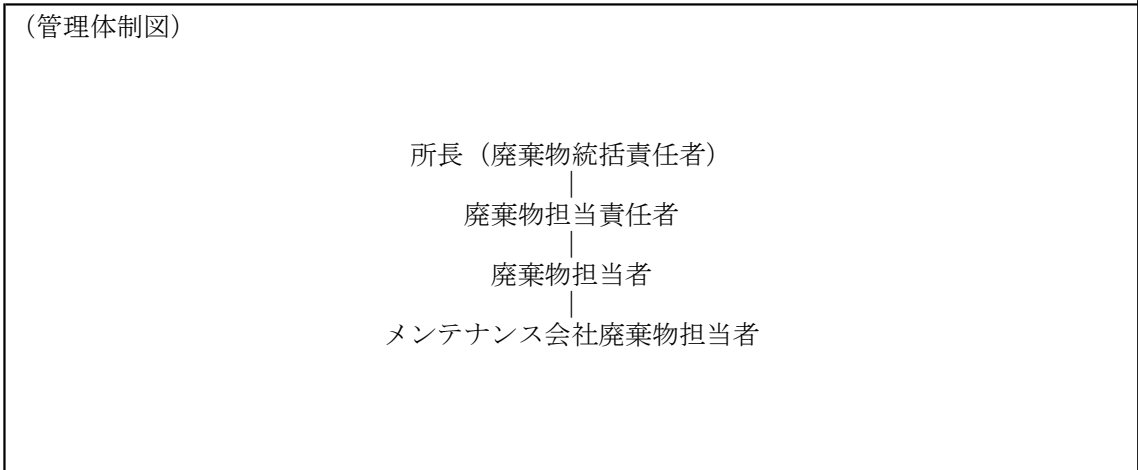 （管理体制図）
所長（廃棄物統括責任者）
廃棄物担当責任者
廃棄物担当者
メンテナンス会社廃棄物担当者